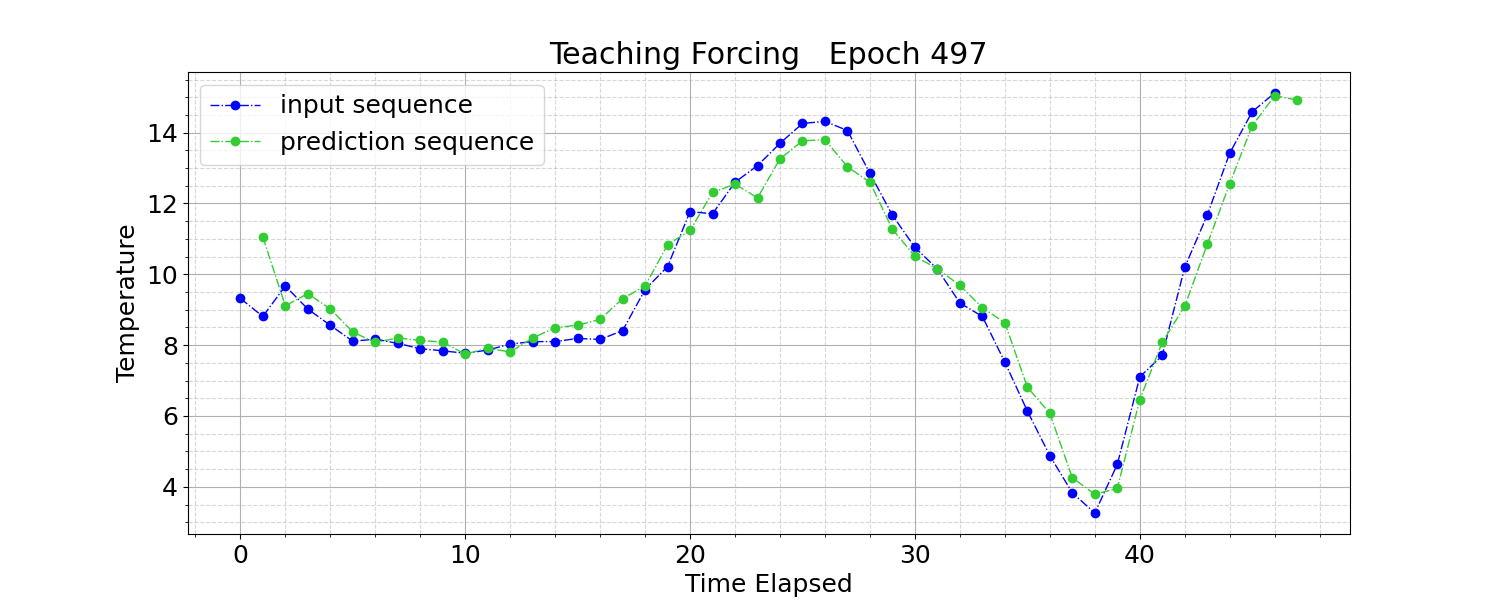 Teaching Forcing   Epoch 497
input sequence
prediction sequence
Temperature
14
12
10
8
6
4
0 10 20 30 40
Time Elapsed